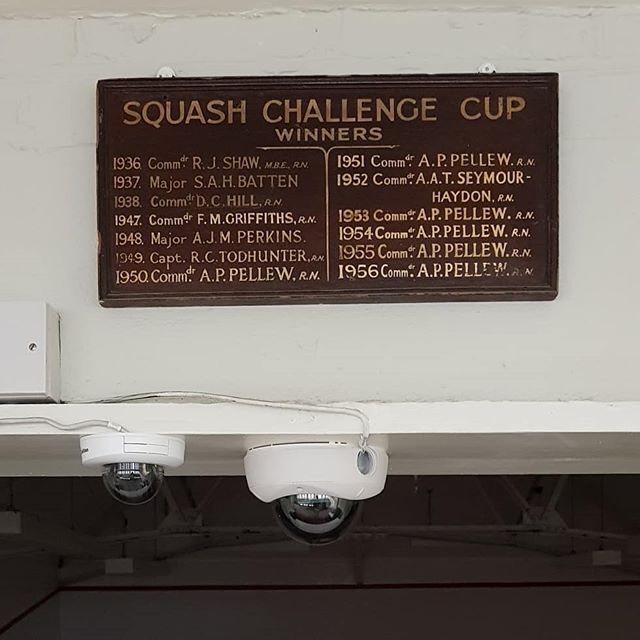 SQUASH CHALLENGE CUP
WINNERS
1936. Commdr R.J. SHAW, M.B.E., R.N.
1937. Major S.A.H. BATTEN
1938. Commdr D.C. HILL, R.N.
1947. Commdr F.M. GRIFFITHS, R.N.
1948. Major A.J.M. PERKINS.
1949. Capt. R.C. TODHUNTER, R.N.
1950. Commdr A.P. PELLEW, R.N.
1951 Commdr A.P. PELLEW. R.N.
1952 Commdr A.A.T. SEYMOUR-
HAYDON, R.N.
1953 Commdr A.P. PELLEW. R.N.
1954 Commdr A.P. PELLEW. R.N.
1955 Commdr A.P. PELLEW. R.N.
1956 Commdr A.P. PELLEW. R.N.